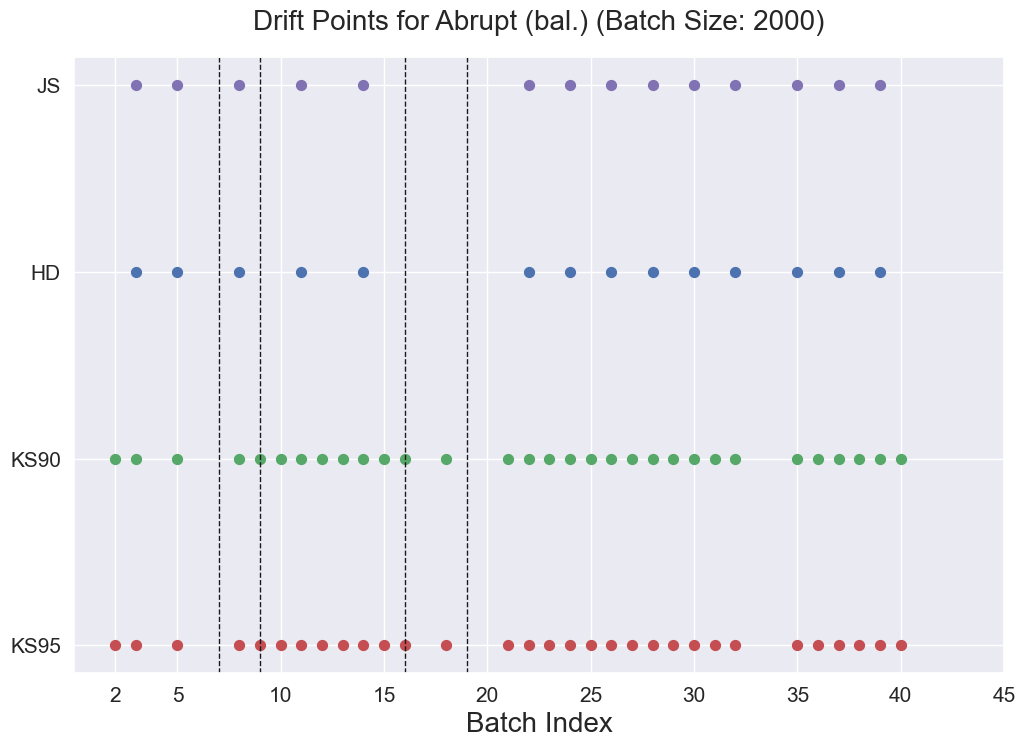 Drift Points for Abrupt (bal.) (Batch Size: 2000)
JS
HD
KS90
KS95
2 5 10 15 20 25 30 35 40 45
Batch Index